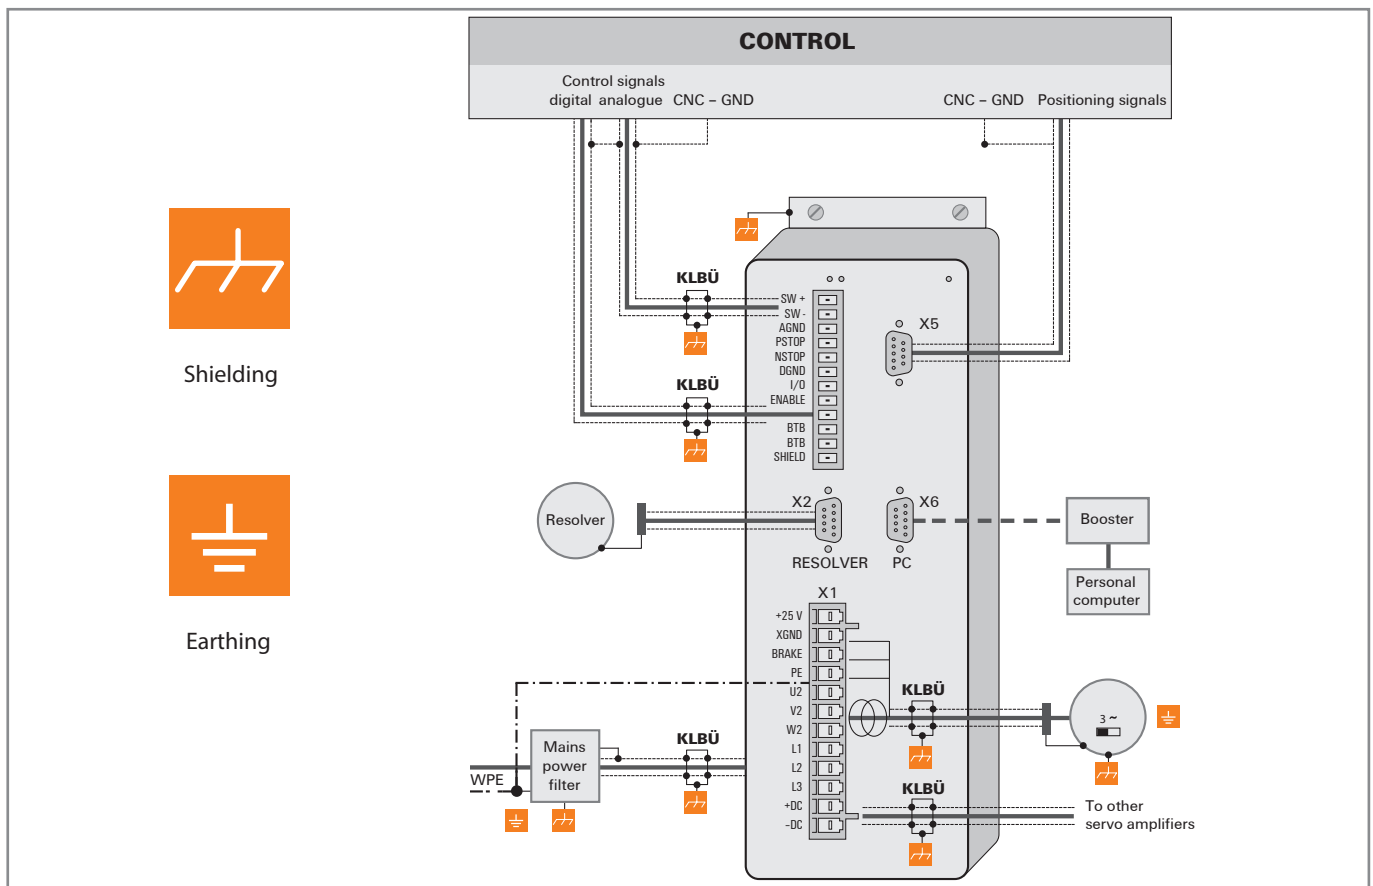 CONTROL
Control signals
digital analogue
CNC – GND
CNC – GND
Positioning signals
Shielding
Earthing
KLBÜ
SW +
SW -
AGND
PSTOP
NSTOP
DGND
I/O
ENABLE
BTB
BTB
SHIELD
X5
KLBÜ
Resolver
X2
RESOLVER
X6
PC
Booster
Personal
computer
X1
+25 V
XGND
BRAKE
PE
U2
V2
W2
L1
L2
L3
+DC
–DC
KLBÜ
3 ~
Mains
power
filter
WPE
KLBÜ
KLBÜ
To other
servo amplifiers